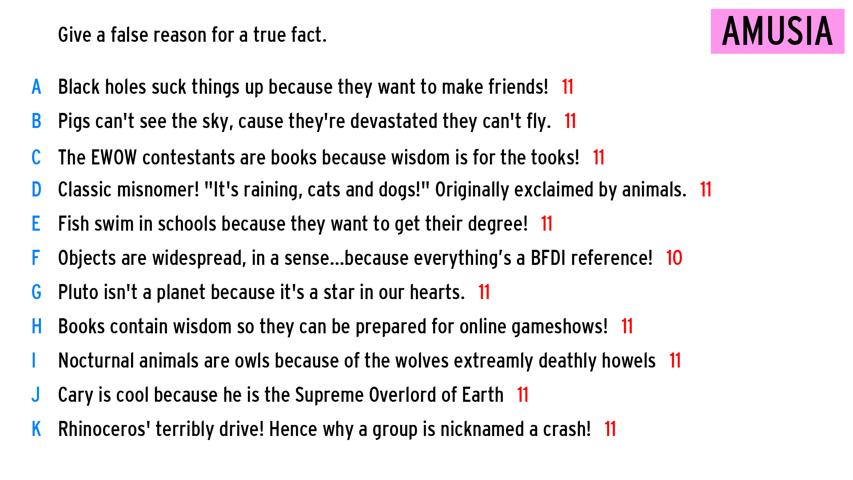 Give a false reason for a true fact.
AMUSIA
A Black holes suck things up because they want to make friends! 11
B Pigs can't see the sky, cause they're devastated they can't fly. 11
C The EWOW contestants are books because wisdom is for the tooks! 11
D Classic misnomer! "It's raining, cats and dogs!" Originally exclaimed by animals. 11
E Fish swim in schools because they want to get their degree! 11
F Objects are widespread, in a sense...because everything's a BFDI reference! 10
G Pluto isn't a planet because it's a star in our hearts. 11
H Books contain wisdom so they can be prepared for online gameshows! 11
I Nocturnal animals are owls because of the wolves extreamly deathly howels 11
J Cary is cool because he is the Supreme Overlord of Earth 11
K Rhinoceros' terribly drive! Hence why a group is nicknamed a crash! 11